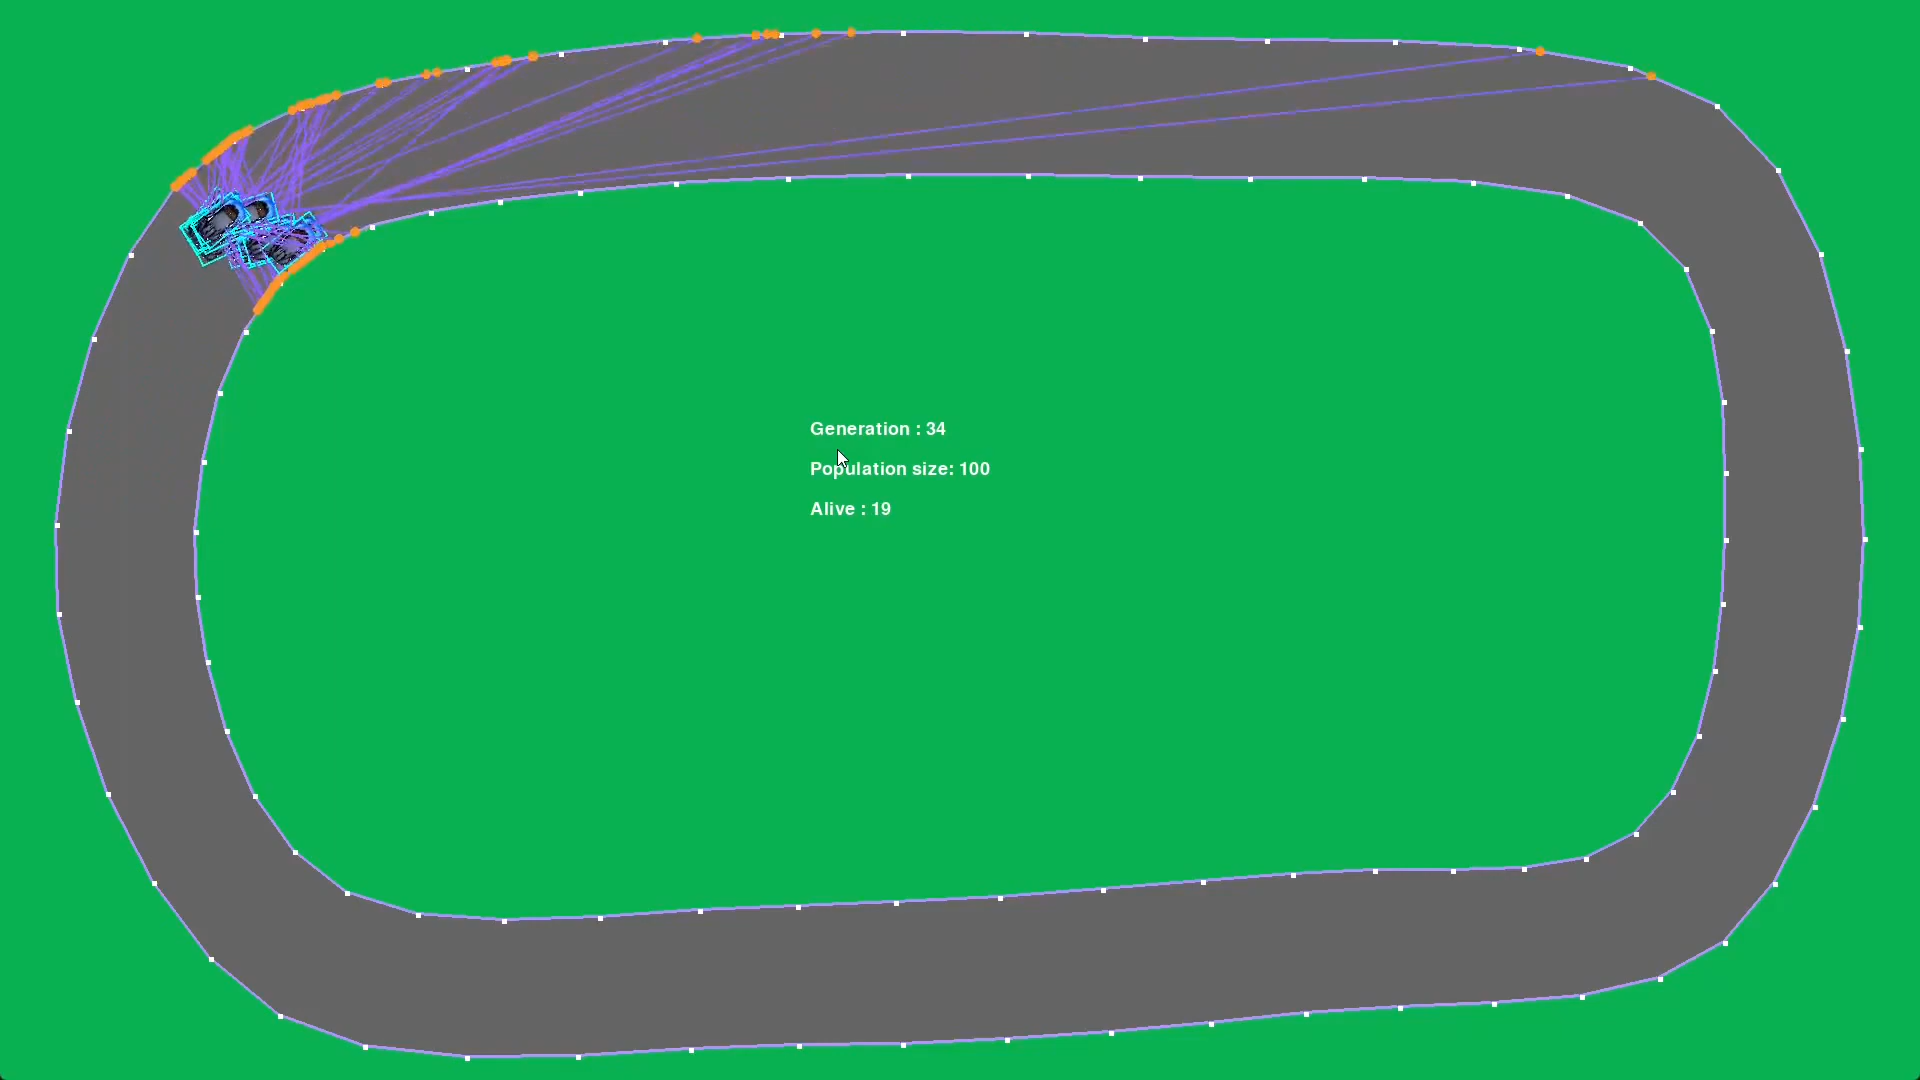 Generation : 34
Population size: 100
Alive : 19